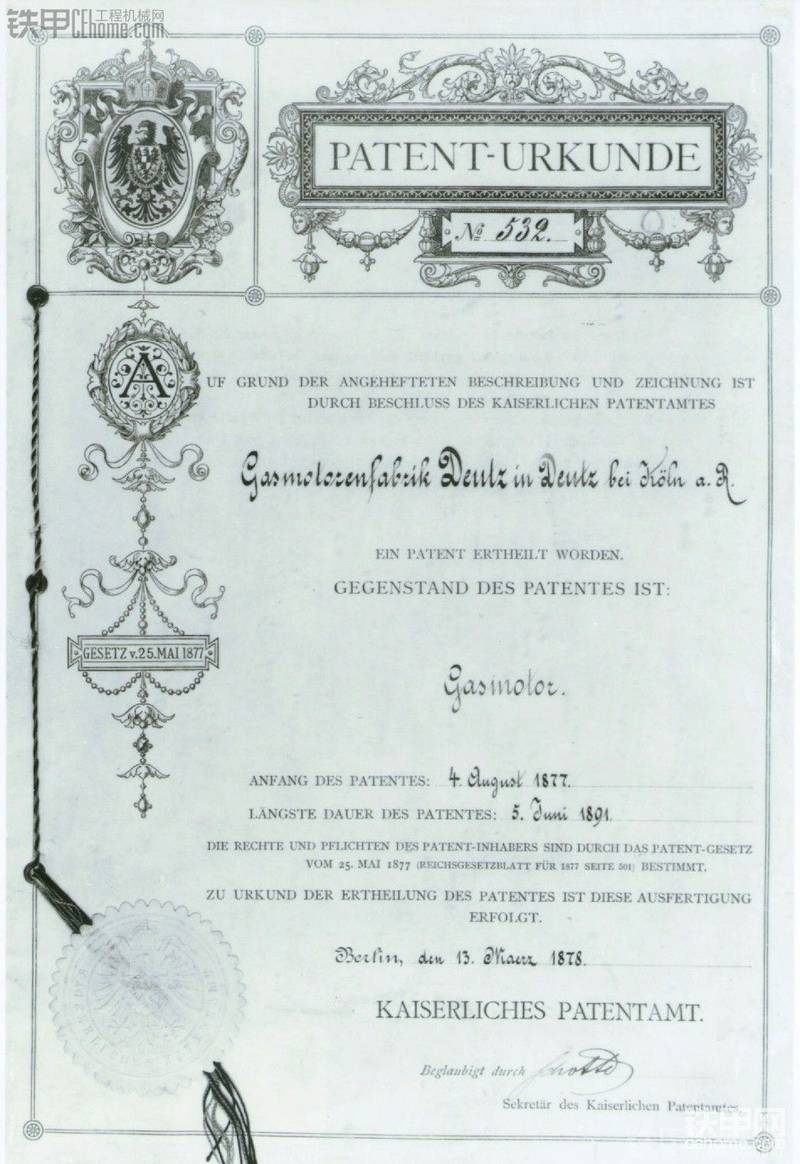 铁甲 工程机械网
CEhome.com
PATENT-URKUNDE
No 532.
AUF GRUND DER ANGEHEFTETEN BESCHREIBUNG UND ZEICHNUNG IST
DURCH BESCHLUSS DES KAISERLICHEN PATENTAMTES
Gasmotorenfabrik Deutz in Deutz bei Köln a. R.
EIN PATENT ERTHEILT WORDEN.
GEGENSTAND DES PATENTES IST:
GESETZ v. 25. MAI 1877
Gasmotor.
ANFANG DES PATENTES: 4. August 1877.
LÄNGSTE DAUER DES PATENTES: 5. Juni 1891.
DIE RECHTE UND PFLICHTEN DES PATENT-INHABERS SIND DURCH DAS PATENT-GESETZ
VOM 25. MAI 1877 (REICHSGESETZBLATT FÜR 1877 SEITE 501) BESTIMMT.
ZU URKUND DER ERTHEILUNG DES PATENTES IST DIESE AUSFERTIGUNG
ERFOLGT.
Berlin, den 13. Maerz 1878.
KAISERLICHES PATENTAMT.
Beglaubigt durch
Sekretär des Kaiserlichen Patentamtes.
铁甲网
cehome.com